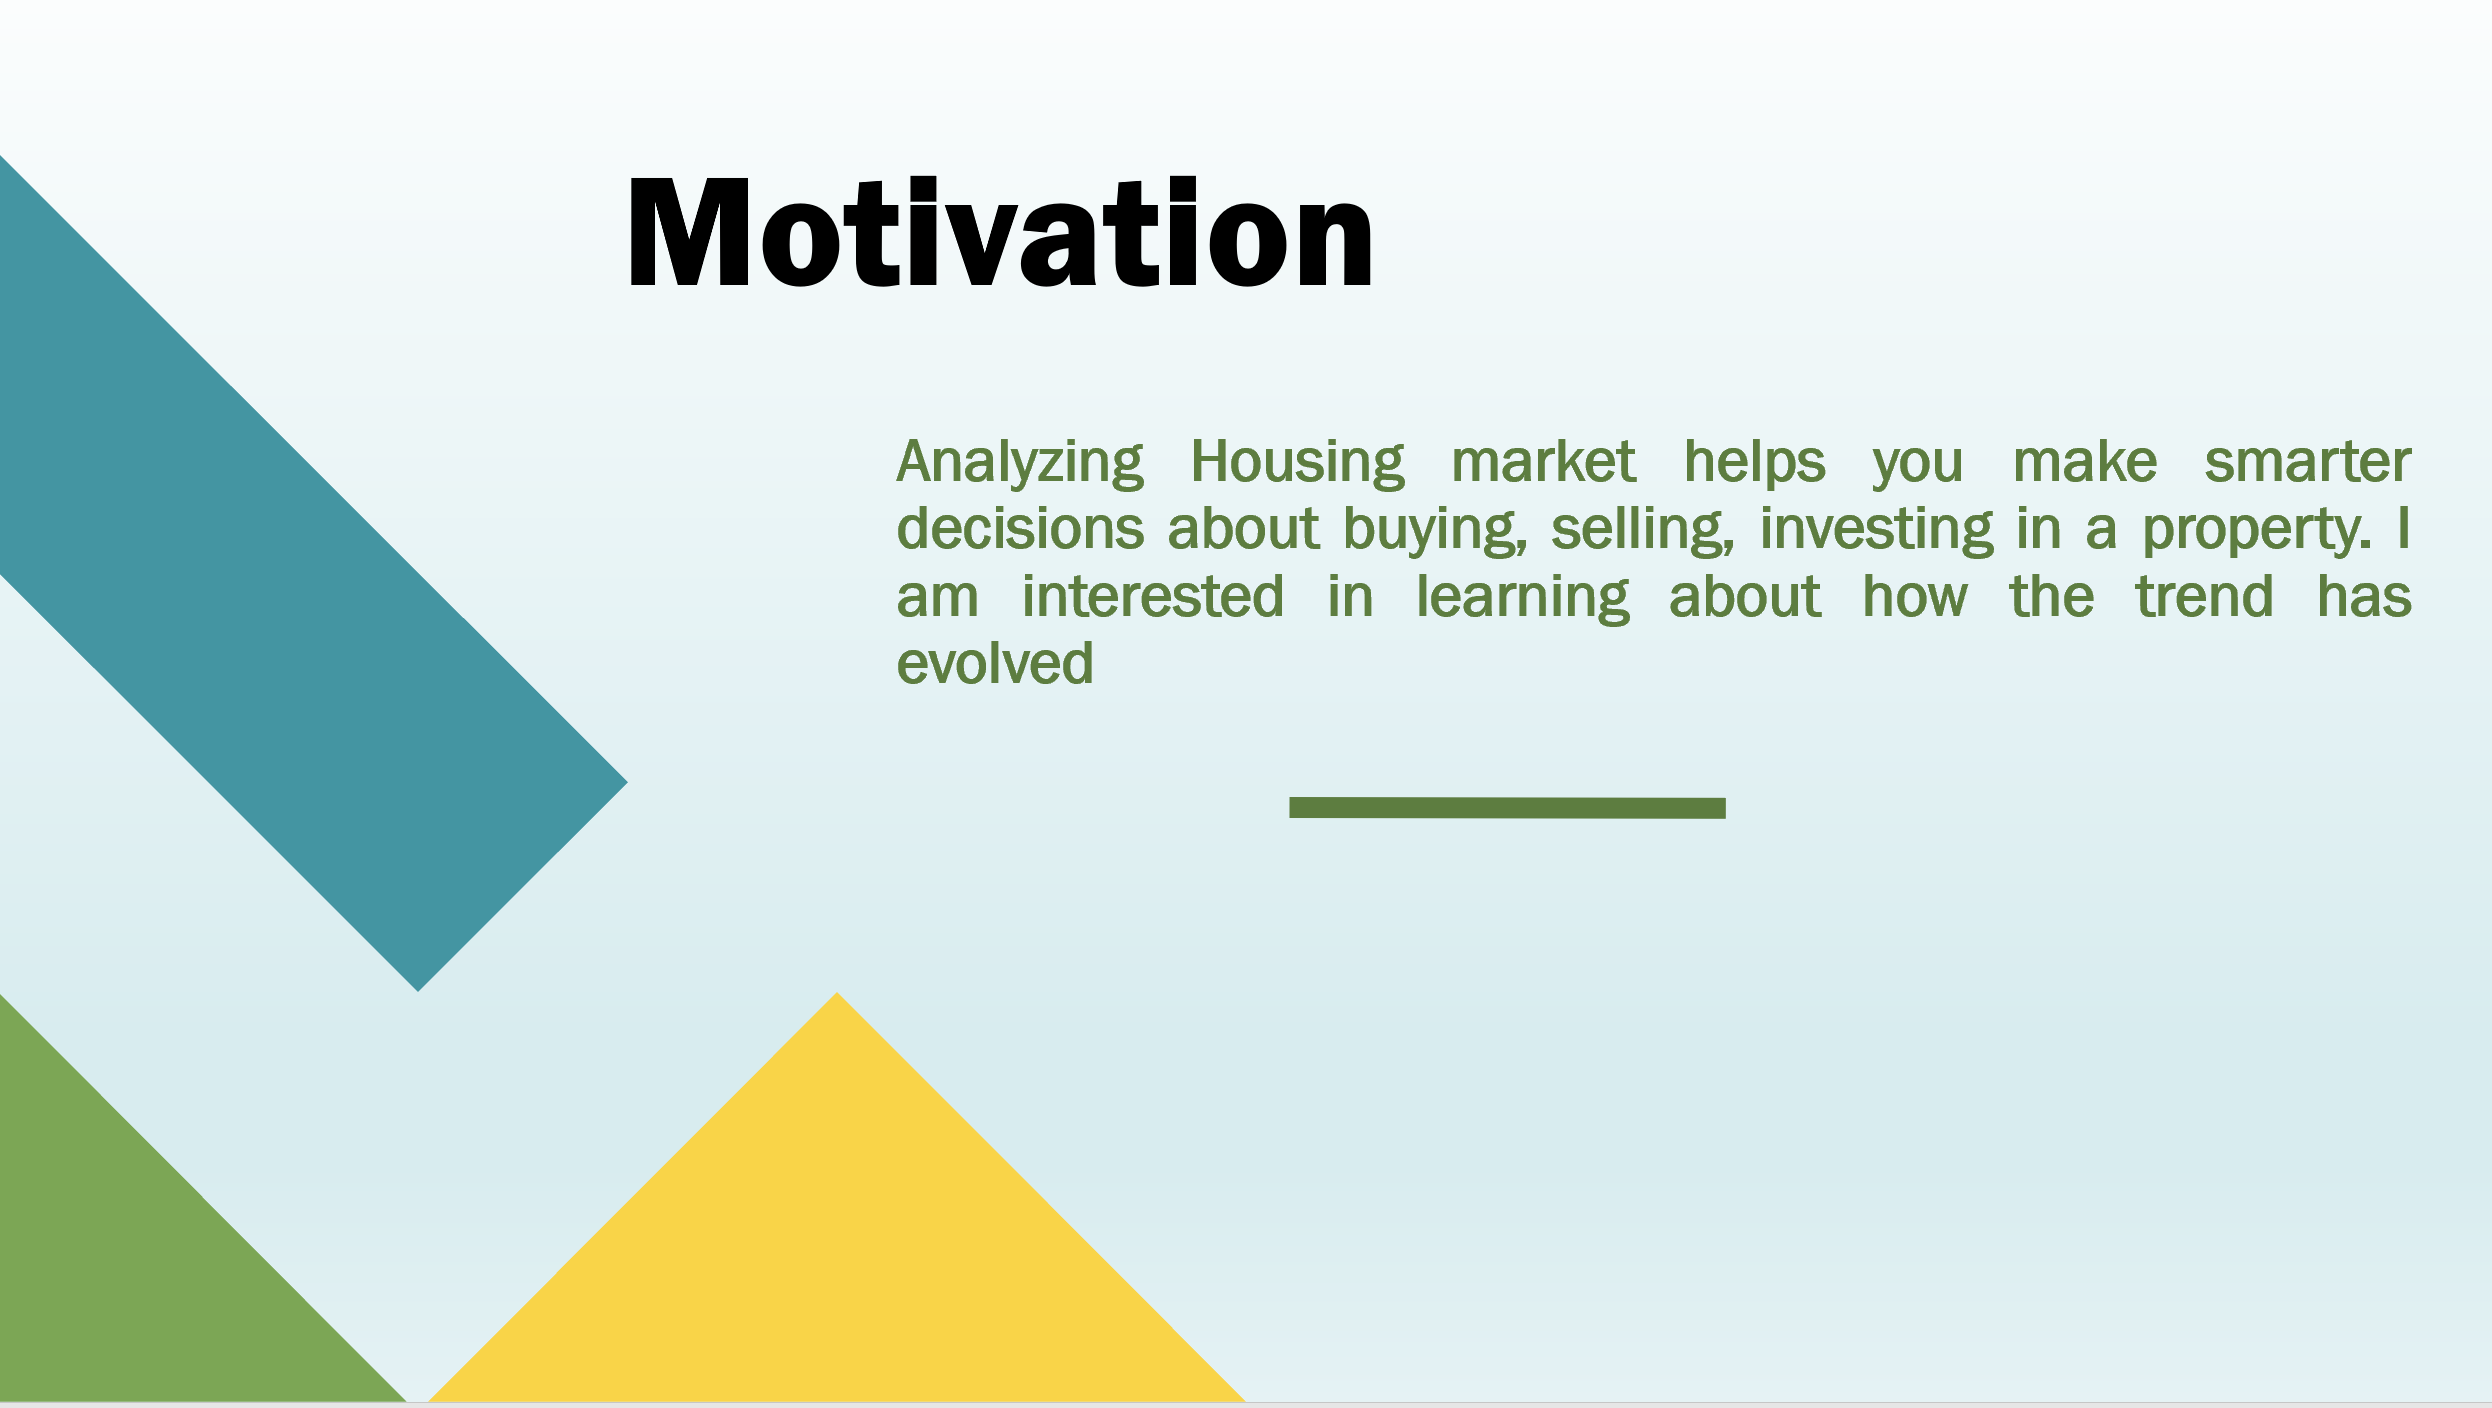 Motivation
Analyzing Housing market helps you make smarter
decisions about buying, selling, investing in a property. I
am interested in learning about how the trend has
evolved